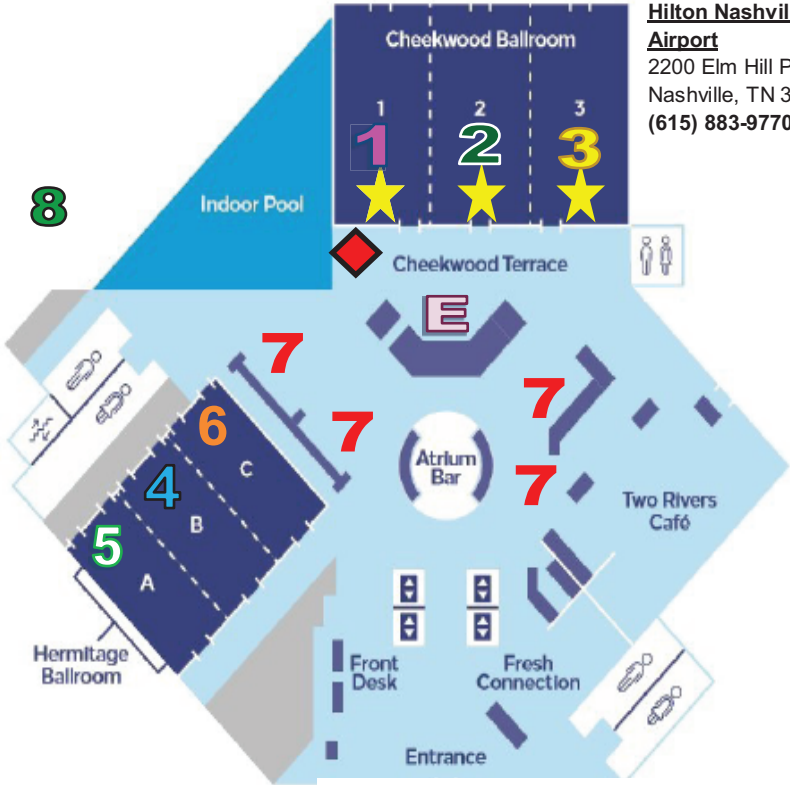 Hilton Nashvil
Airport
2200 Elm Hill P
Nashville, TN 3
(615) 883-9770
Cheekwood Ballroom
1 2 3
1 2 3
8
Indoor Pool
Cheekwood Terrace
E
7
7
7
7
6
C
4
B
5
A
Atrium
Bar
Two Rivers
Café
Hermitage
Ballroom
Front
Desk
Fresh
Connection
Entrance